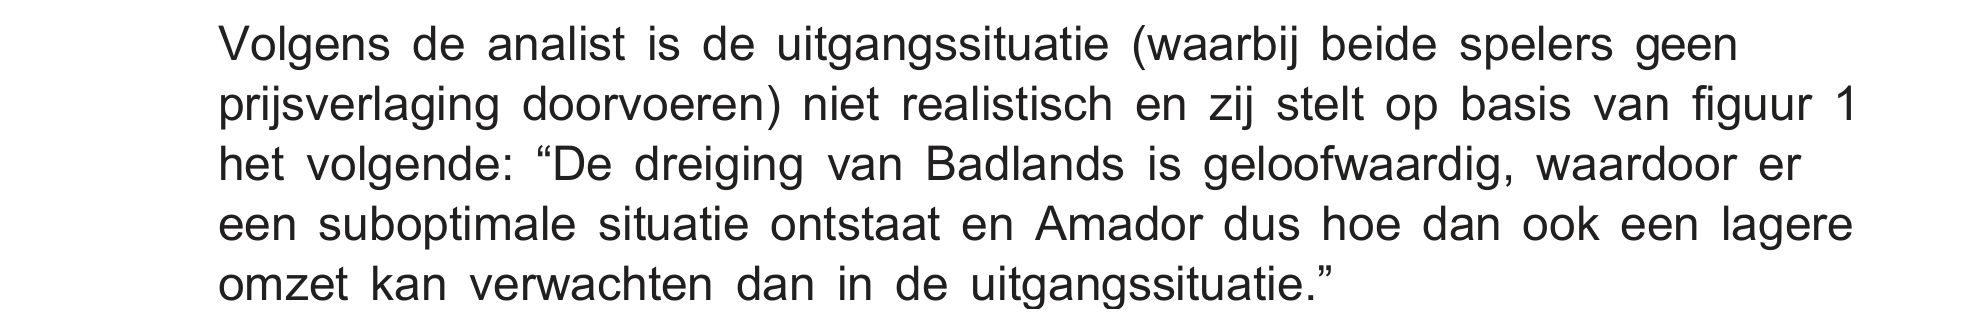 Volgens de analist is de uitgangssituatie (waarbij beide spelers geen
prijsverlaging doorvoeren) niet realistisch en zij stelt op basis van figuur 1
het volgende: “De dreiging van Badlands is geloofwaardig, waardoor er
een suboptimale situatie ontstaat en Amador dus hoe dan ook een lagere
omzet kan verwachten dan in de uitgangssituatie.”